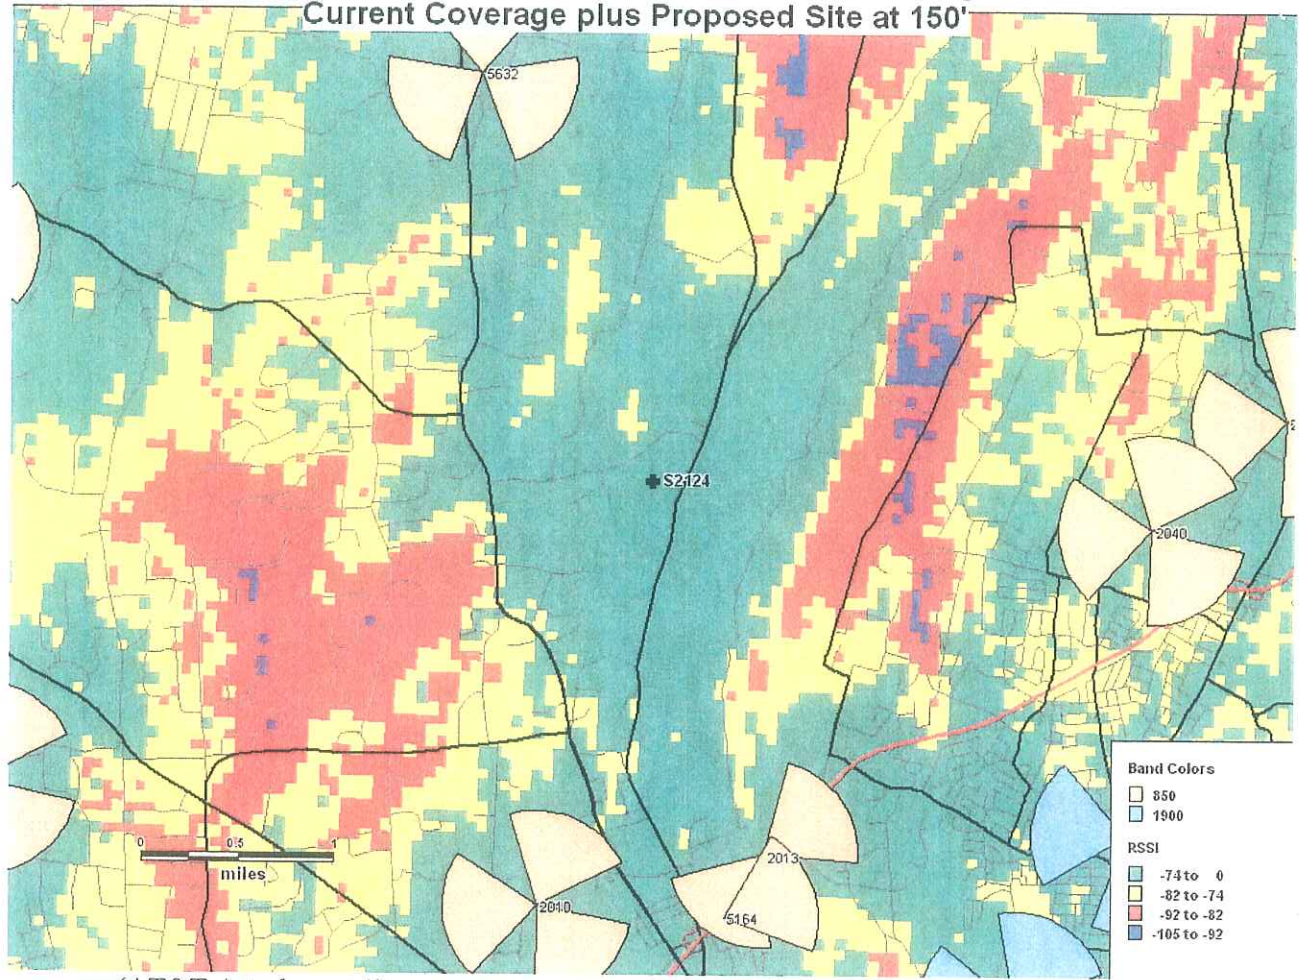 Current Coverage plus Proposed Site at 150'
5632
S2124
2
2040
Band Colors
850
1900
RSSI
-74 to 0
-82 to -74
-92 to -82
-105 to -92
0 0.5 1
miles
2013
2010
5164